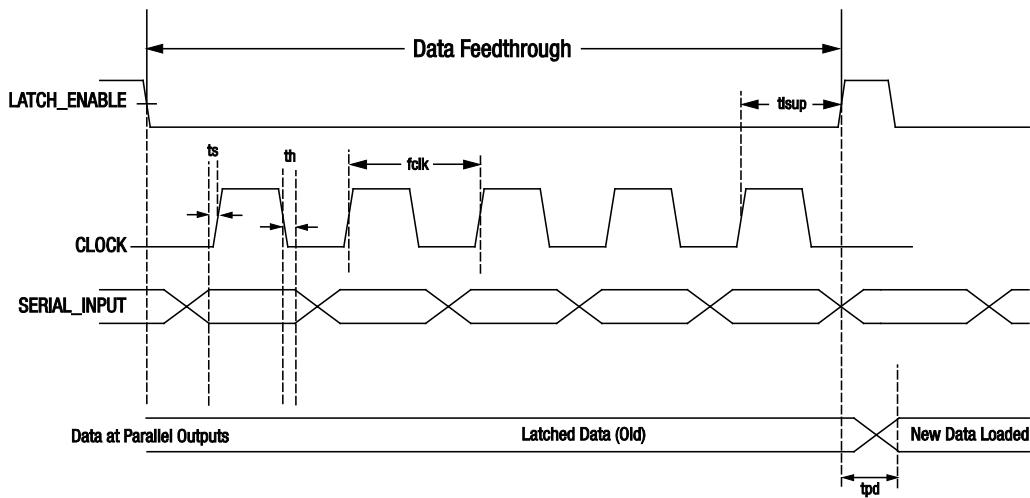 Data Feedthrough
LATCH_ENABLE
tlsup
ts
th
fclk
CLOCK
SERIAL_INPUT
Data at Parallel Outputs
Latched Data (Old)
New Data Loaded
tpd